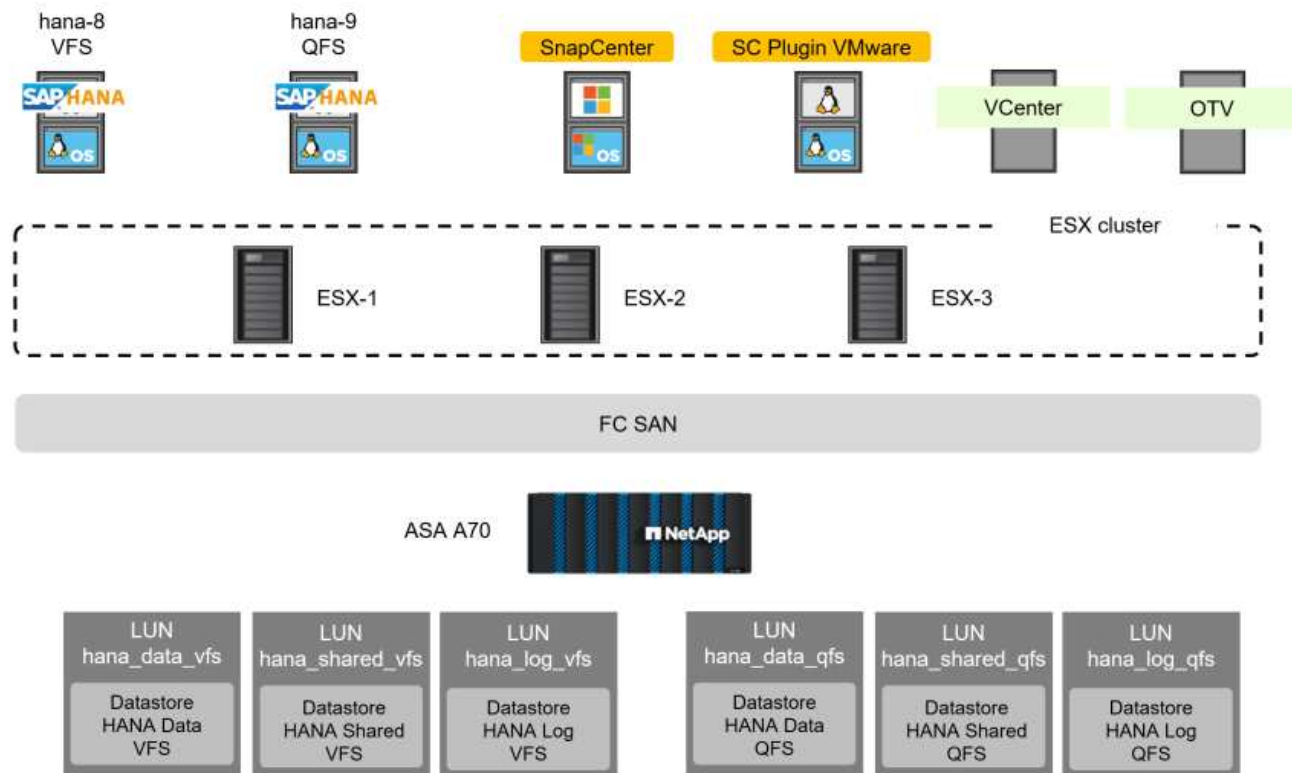 hana-8
VFS
hana-9
QFS
SnapCenter
SC Plugin VMware
SAP HANA
OS
SAP HANA
OS
OS
OS
VCenter
OTV
ESX cluster
ESX-1
ESX-2
ESX-3
FC SAN
ASA A70
NetApp
LUN
hana_data_vfs
Datastore
HANA Data
VFS
LUN
hana_shared_vfs
Datastore
HANA Shared
VFS
LUN
hana_log_vfs
Datastore
HANA Log
VFS
LUN
hana_data_qfs
Datastore
HANA Data
QFS
LUN
hana_shared_qfs
Datastore
HANA Shared
QFS
LUN
hana_log_qfs
Datastore
HANA Log
QFS